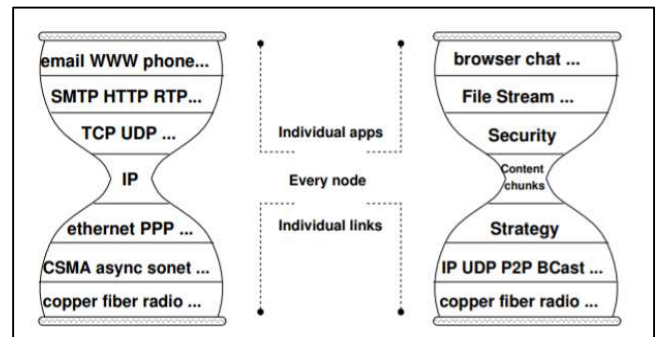 email WWW phone...
SMTP HTTP RTP...
TCP UDP ...
IP
ethernet PPP ...
CSMA async sonet ...
copper fiber radio ...
Individual apps
Every node
Individual links
browser chat ...
File Stream ...
Security
Content
chunks
Strategy
IP UDP P2P BCast ...
copper fiber radio ...